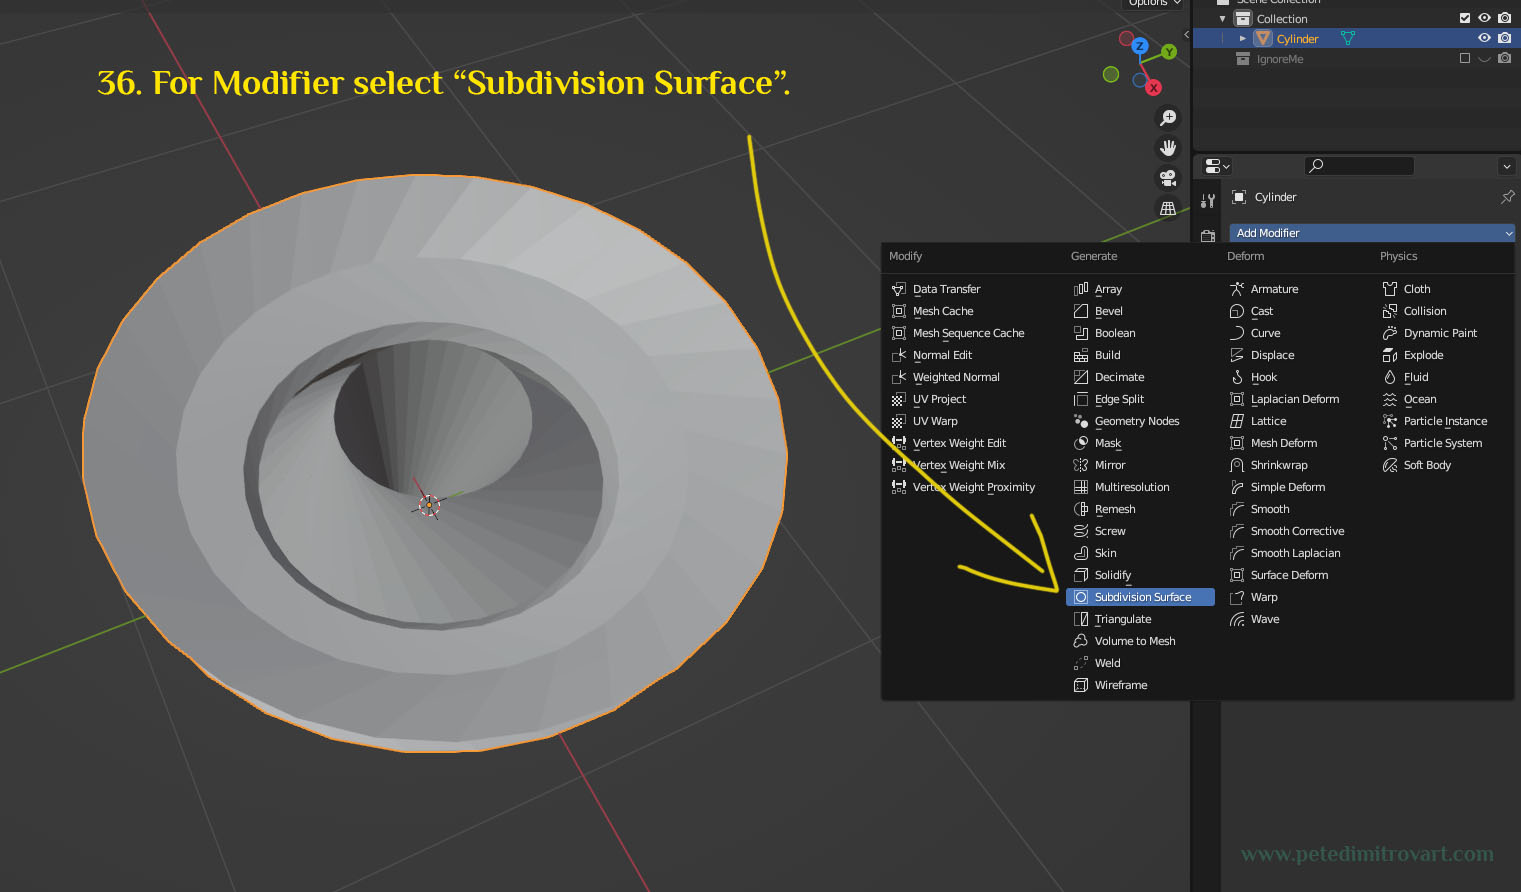 Options
Scene Collection
Collection
Cylinder
IgnoreMe
36. For Modifier select “Subdivision Surface”.
Z
Y
X
Cylinder
Add Modifier
Modify
Data Transfer
Mesh Cache
Mesh Sequence Cache
Normal Edit
Weighted Normal
UV Project
UV Warp
Vertex Weight Edit
Vertex Weight Mix
Vertex Weight Proximity
Generate
Array
Bevel
Boolean
Build
Decimate
Edge Split
Geometry Nodes
Mask
Mirror
Multiresolution
Remesh
Screw
Skin
Solidify
Subdivision Surface
Triangulate
Volume to Mesh
Weld
Wireframe
Deform
Armature
Cast
Curve
Displace
Hook
Laplacian Deform
Lattice
Mesh Deform
Shrinkwrap
Simple Deform
Smooth
Smooth Corrective
Smooth Laplacian
Surface Deform
Warp
Wave
Physics
Cloth
Collision
Dynamic Paint
Explode
Fluid
Ocean
Particle Instance
Particle System
Soft Body
www.petedimitrovart.com